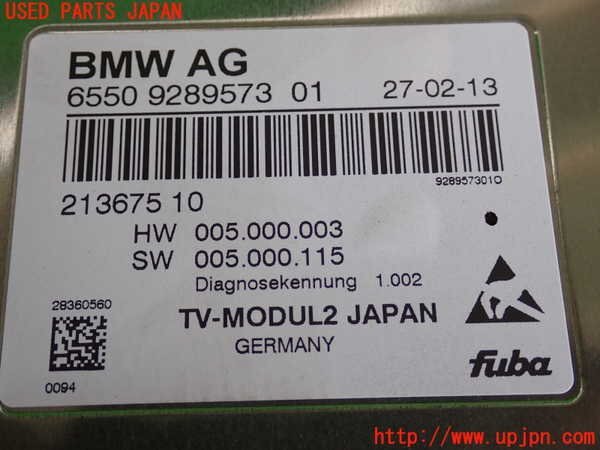 USED PARTS JAPAN
BMW AG
6550 9289573 01 27-02-13
928957301O
213675 10
HW 005.000.003
SW 005.000.115
Diagnosekennung 1.002
28360560
TV-MODUL2 JAPAN
GERMANY
0094
fuba
http://www.upjpn.com/